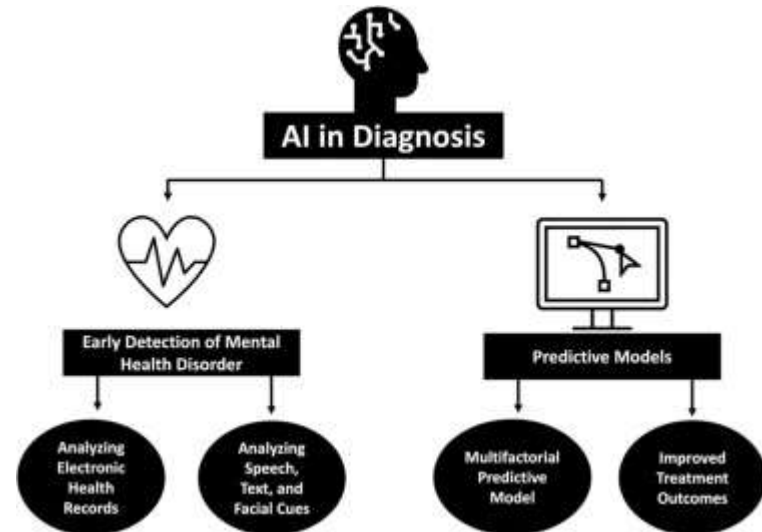 AI in Diagnosis
Early Detection of Mental
Health Disorder
Predictive Models
Analyzing
Electronic
Health
Records
Analyzing
Speech,
Text, and
Facial Cues
Multifactorial
Predictive
Model
Improved
Treatment
Outcomes